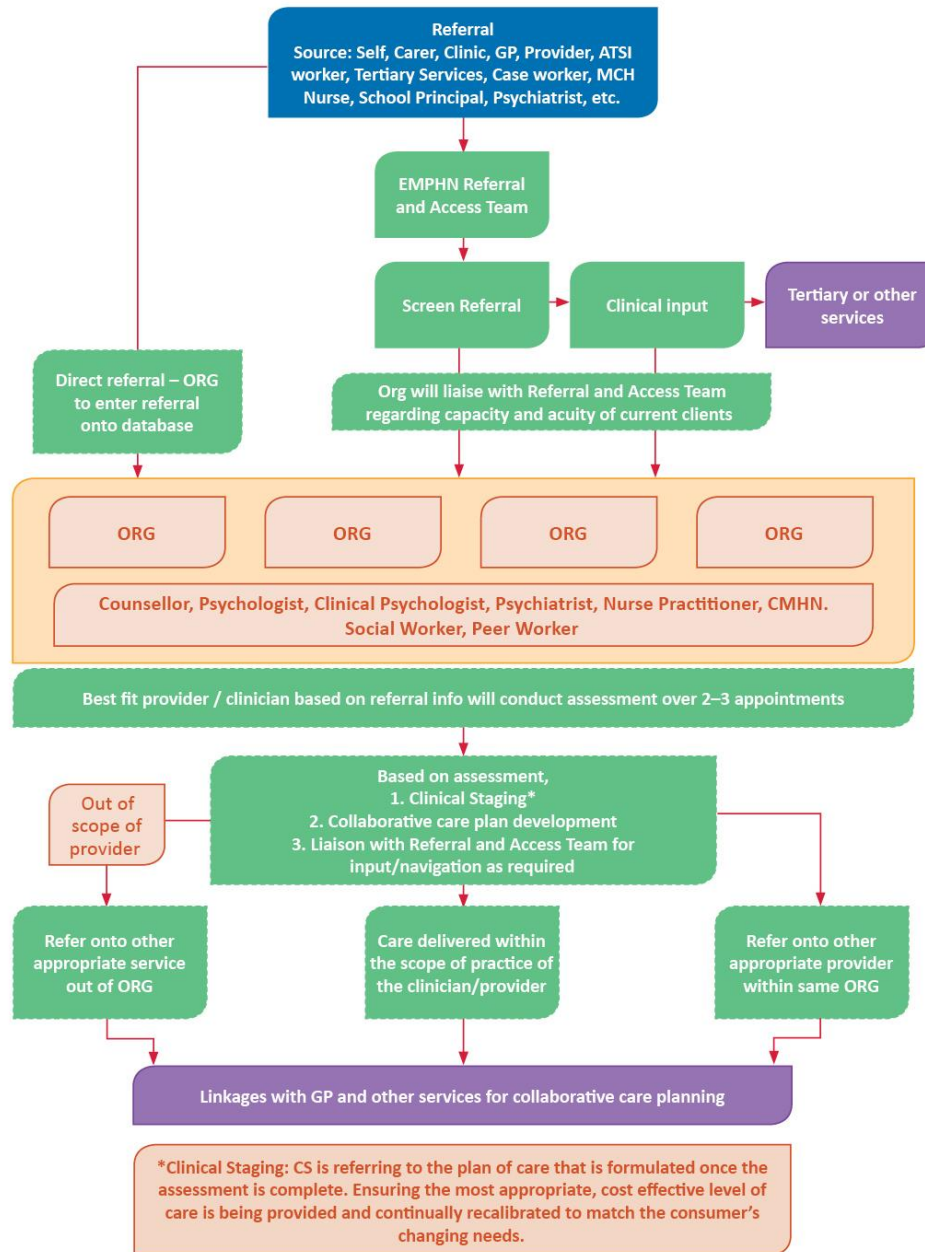 Referral
Source: Self, Carer, Clinic, GP, Provider, ATSI
worker, Tertiary Services, Case worker, MCH
Nurse, School Principal, Psychiatrist, etc.
EMPHN Referral
and Access Team
Screen Referral
Clinical input
Tertiary or other
services
Direct referral – ORG
to enter referral
onto database
Org will liaise with Referral and Access Team
regarding capacity and acuity of current clients
ORG
ORG
ORG
ORG
Counsellor, Psychologist, Clinical Psychologist, Psychiatrist, Nurse Practitioner, CMHN.
Social Worker, Peer Worker
Best fit provider / clinician based on referral info will conduct assessment over 2–3 appointments
Based on assessment,
1. Clinical Staging*
2. Collaborative care plan development
3. Liaison with Referral and Access Team for
input/navigation as required
Out of
scope of
provider
Refer onto other
appropriate service
out of ORG
Care delivered within
the scope of practice of
the clinician/provider
Refer onto other
appropriate provider
within same ORG
Linkages with GP and other services for collaborative care planning
*Clinical Staging: CS is referring to the plan of care that is formulated once the
assessment is complete. Ensuring the most appropriate, cost effective level of
care is being provided and continually recalibrated to match the consumer’s
changing needs.